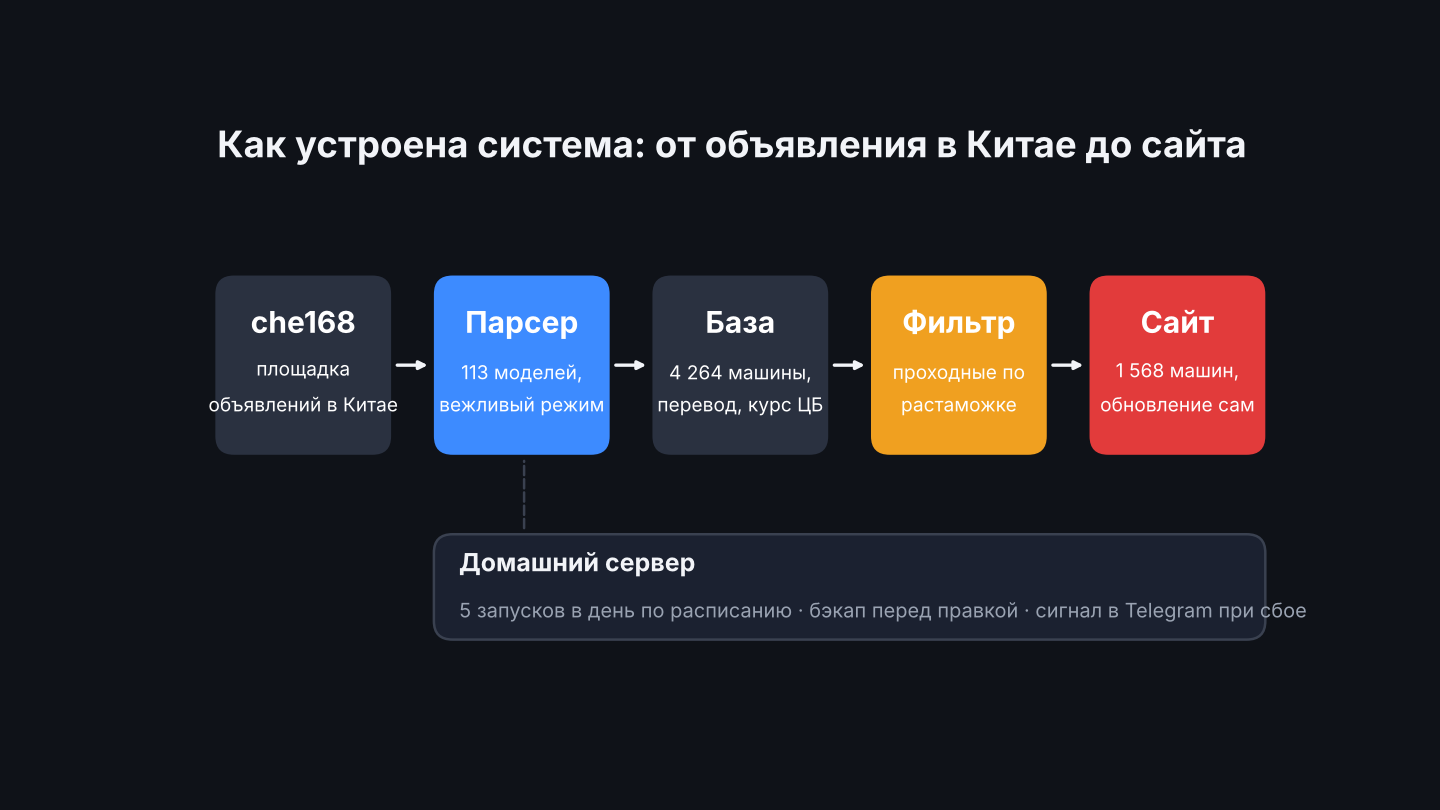 Как устроена система: от объявления в Китае до сайта
che168
площадка
объявлений в Китае
Парсер
113 моделей,
вежливый режим
База
4 264 машины,
перевод, курс ЦБ
Фильтр
проходные по
растаможке
Сайт
1 568 машин,
обновление сам
Домашний сервер
5 запусков в день по расписанию · бэкап перед правкой · сигнал в Telegram при сбое